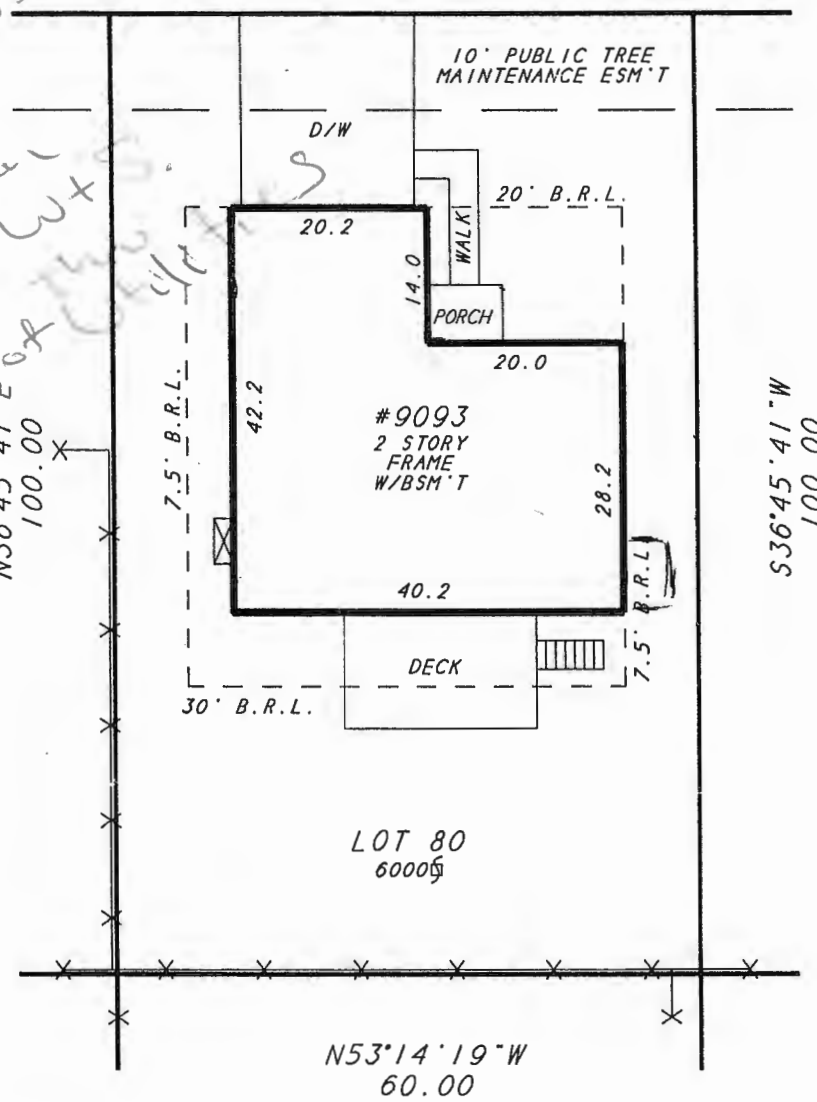 10' PUBLIC TREE
MAINTENANCE ESM'T
D/W
20' B.R.L.
20.2
WALK
14.0
PORCH
20.0
7.5' B.R.L.
42.2
#9093
2 STORY
FRAME
W/BSM'T
28.2
100.00
S36°45'41"W
100.00
40.2
7.5' B.R.L.
DECK
30' B.R.L.
LOT 80
6000
N53°14'19"W
60.00